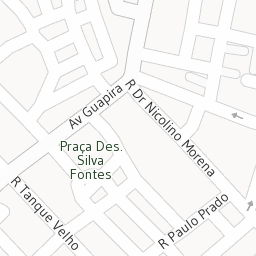 Av Guapira
R Dr Nicolino Morena
Praça Des.
Silva
Fontes
R Tanque Velho
R Paulo Prado